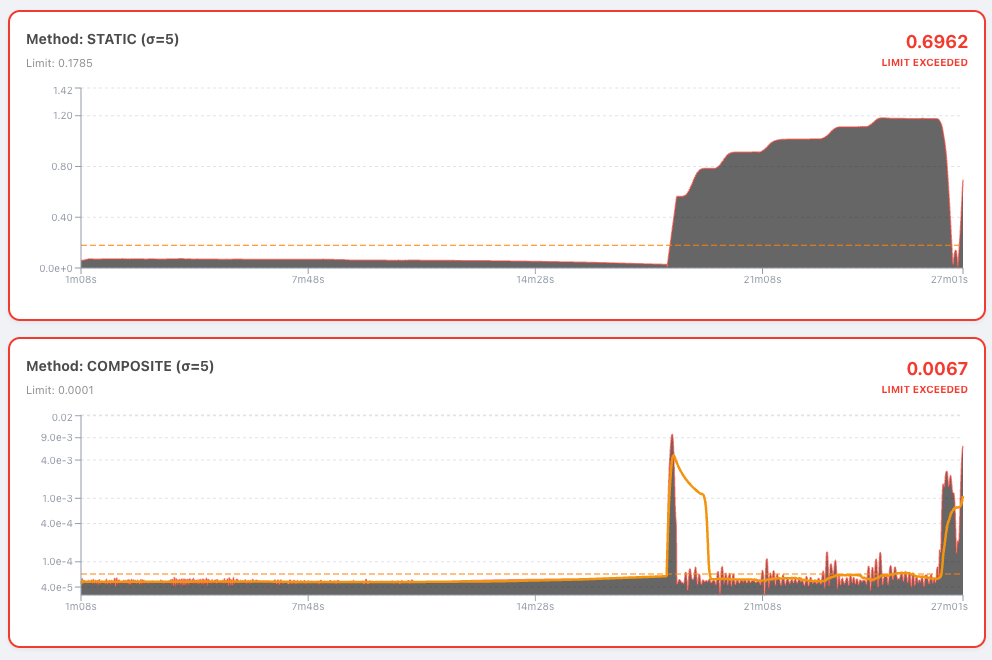 Method: STATIC (σ=5)
0.6962
Limit: 0.1785
LIMIT EXCEEDED
1.42
1.20
0.80
0.40
0.0e+0
1m08s 7m48s 14m28s 21m08s 27m01s
Method: COMPOSITE (σ=5)
0.0067
Limit: 0.0001
LIMIT EXCEEDED
0.02
9.0e-3
4.0e-3
1.0e-3
4.0e-4
1.0e-4
4.0e-5
1m08s 7m48s 14m28s 21m08s 27m01s